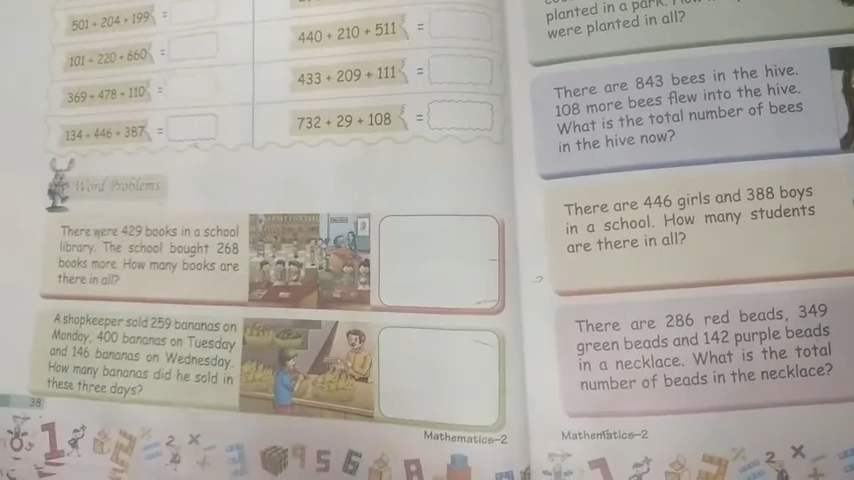 501 + 204 + 199 =
101 + 220 + 660 =
369 + 478 + 110 =
134 + 446 + 387 =
440 + 210 + 511 =
433 + 209 + 111 =
732 + 29 + 108 =
Word Problems
There were 429 books in a school
library. The school bought 268
books more. How many books are
there in all?
A shopkeeper sold 259 bananas on
Monday, 400 bananas on Tuesday
and 146 bananas on Wednesday.
How many bananas did he sold in
these three days?
38
Mathematics-2
planted in a park.
were planted in all?
There are 843 bees in the hive.
108 more bees flew into the hive.
What is the total number of bees
in the hive now?
There are 446 girls and 388 boys
in a school. How many students
are there in all?
There are 286 red beads, 349
green beads and 142 purple beads
in a necklace. What is the total
number of beads in the necklace?
Mathematics-2